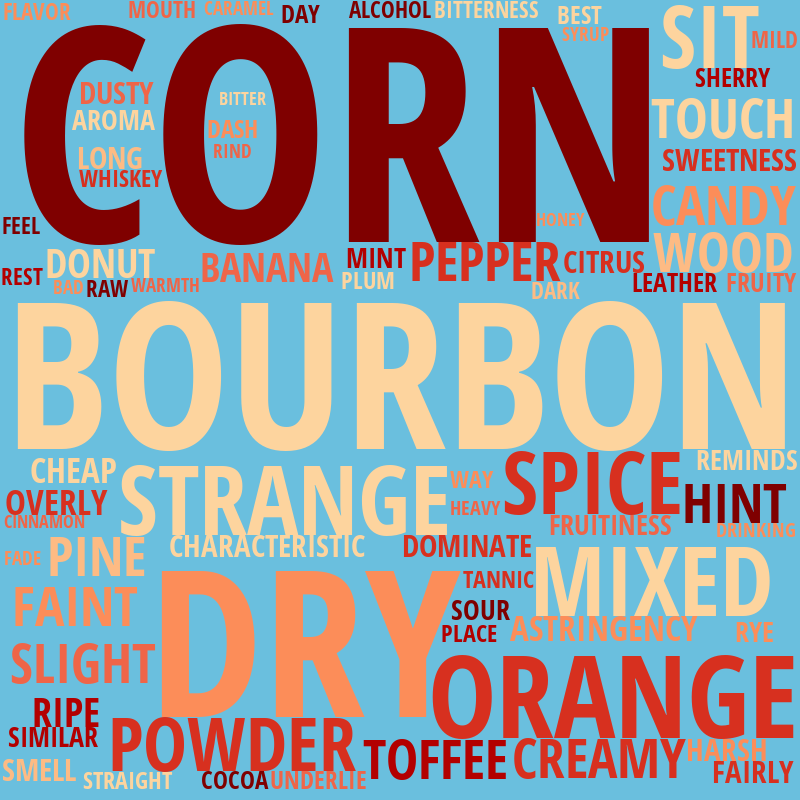 FLAVOR
MOUTH
CARAMEL
DAY
ALCOHOL
BITTERNESS
BEST
SYRUP
SIT
MILD
CORN
SHERRY
DUSTY
BITTER
AROMA
DASH
TOUCH
LONG
RIND
WHISKEY
SWEETNESS
CANDY
FEEL
HONEY
WOOD
DONUT
BANANA
MINT
PEPPER
CITRUS
REST
BAD
RAW
WARMTH
PLUM
DARK
LEATHER
FRUITY
BOURBON
CHEAP
STRANGE
WAY
SPICE
REMINDS
OVERLY
HEAVY
HINT
CINNAMON
FRUITINESS
DRINKING
FADE
PINE
CHARACTERISTIC
DOMINATE
MIXED
TANNIC
FAINT
DRY
SOUR
PLACE
ASTRINGENCY
RYE
SLIGHT
ORANGE
RIPE
SIMILAR
POWDER
TOFFEE
CREAMY
HARSH
SMELL
STRAIGHT
COCOA
UNDERLIE
FAIRLY